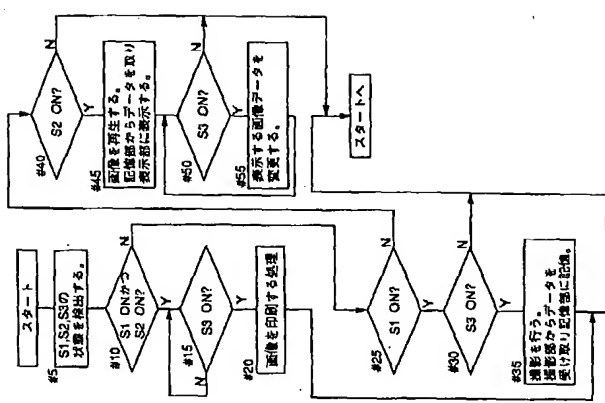 スタート
#5
S1,S2,S3の
状態を検出する。
#10
S1 ONかつ
S2 ON?
N
Y
#15
S3 ON?
N
Y
#20
画像を印刷する処理
#25
S1 ON?
N
Y
#30
S3 ON?
N
Y
#35
撮影を行う。
撮影部からデータを
受け取り記憶部に記憶。
#40
S2 ON?
N
Y
#45
画像を再生する。
記憶部からデータを取り
表示部に表示する。
#50
S3 ON?
N
Y
#55
表示する画像データを
変更する。
スタートへ